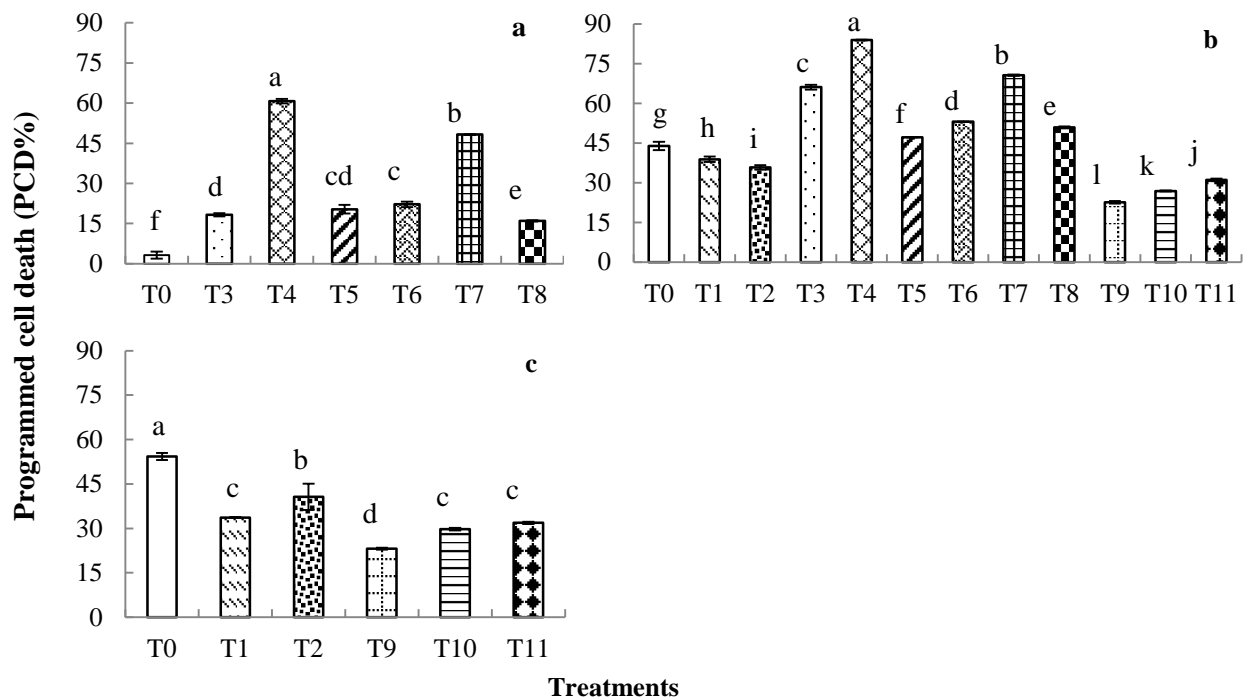 Programmed cell death (PCD%)
90
75
60
45
30
15
0
a
f
d
a
cd
c
b
e
T0 T3 T4 T5 T6 T7 T8
90
75
60
45
30
15
0
b
g
h
i
c
a
f
d
b
e
l
k
j
T0 T1 T2 T3 T4 T5 T6 T7 T8 T9 T10 T11
90
75
60
45
30
15
0
c
a
c
b
d
c
c
T0 T1 T2 T9 T10 T11
Treatments